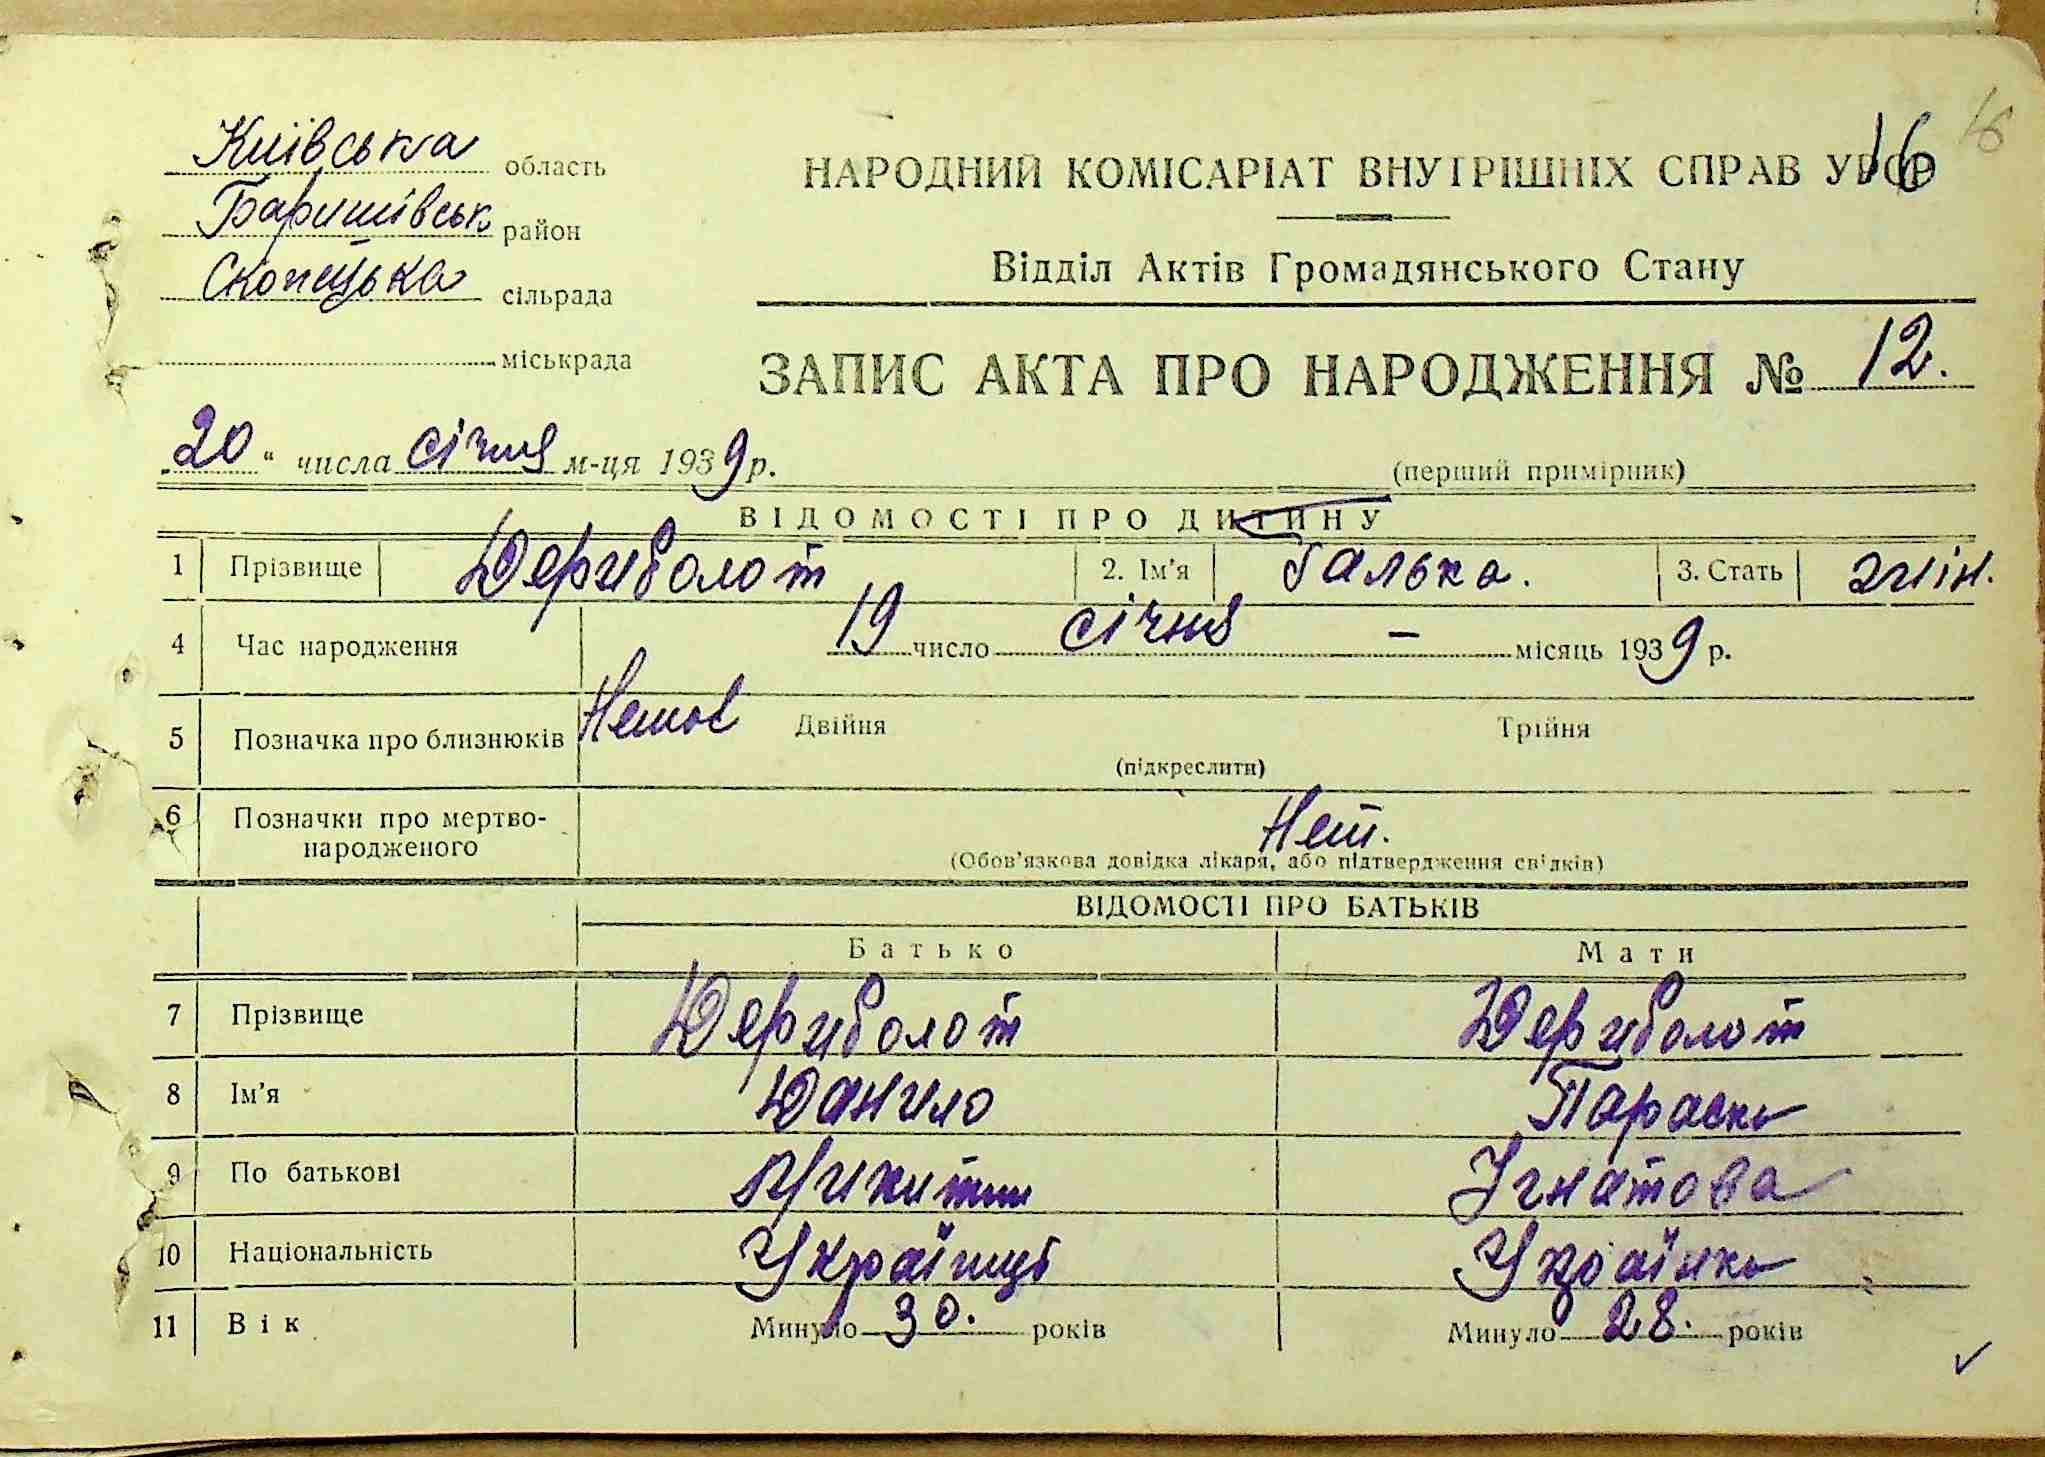 Київська область
Баришівськ район
Скопецька сільрада
міськрада
16
16
НАРОДНИЙ КОМІСАРІАТ ВНУТРІШНІХ СПРАВ УРСР
Відділ Актів Громадянського Стану
ЗАПИС АКТА ПРО НАРОДЖЕННЯ № 12.
„20“ числа січня м-ця 1939 р.
(перший примірник)
ВІДОМОСТІ ПРО ДИТИНУ
1 Прізвище Дериболот 2. Ім'я Галька. 3. Стать жін.
4 Час народження 19 число січня – місяць 1939 р.
5 Позначка про близнюків Двійня Трійня
(підкреслити)
6 Позначки про мертво-народженого Нет.
(Обов'язкова довідка лікаря, або підтвердження свідків)
ВІДОМОСТІ ПРО БАТЬКІВ
Батько Мати
7 Прізвище Дериболот Дериболот
8 Ім'я Данило Параска
9 По батькові Ігнатова
10 Національність Українець Українка
11 Вік Минуло 30. років Минуло 28. років